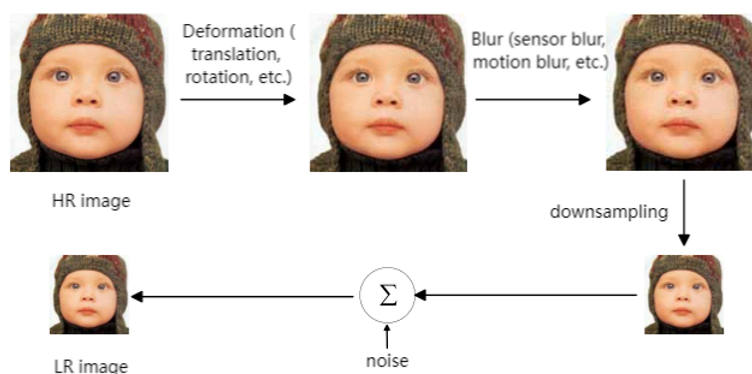 Deformation (
translation,
rotation, etc.)
Blur (sensor blur,
motion blur, etc.)
HR image
downsampling
Σ
noise
LR image